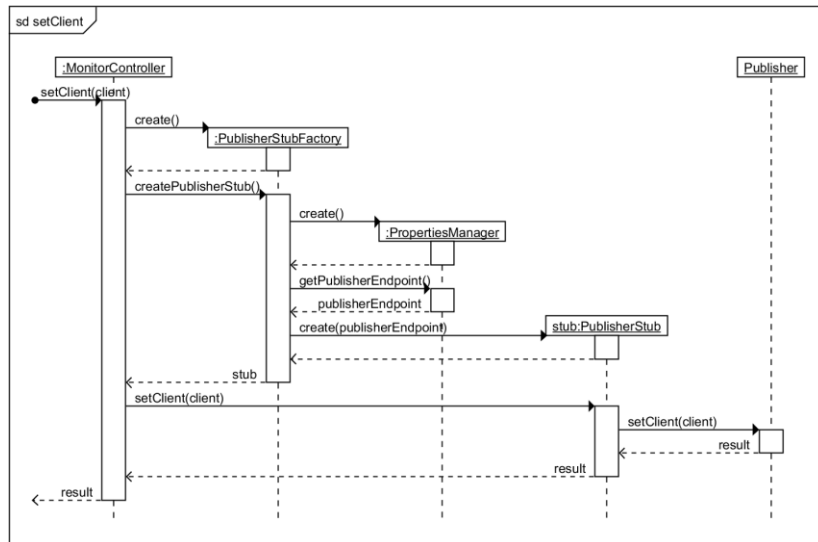 sd setClient
:MonitorController
Publisher
setClient(client)
create()
:PublisherStubFactory
createPublisherStub()
create()
:PropertiesManager
getPublisherEndpoint()
publisherEndpoint
create(publisherEndpoint)
stub:PublisherStub
stub
setClient(client)
setClient(client)
result
result
result